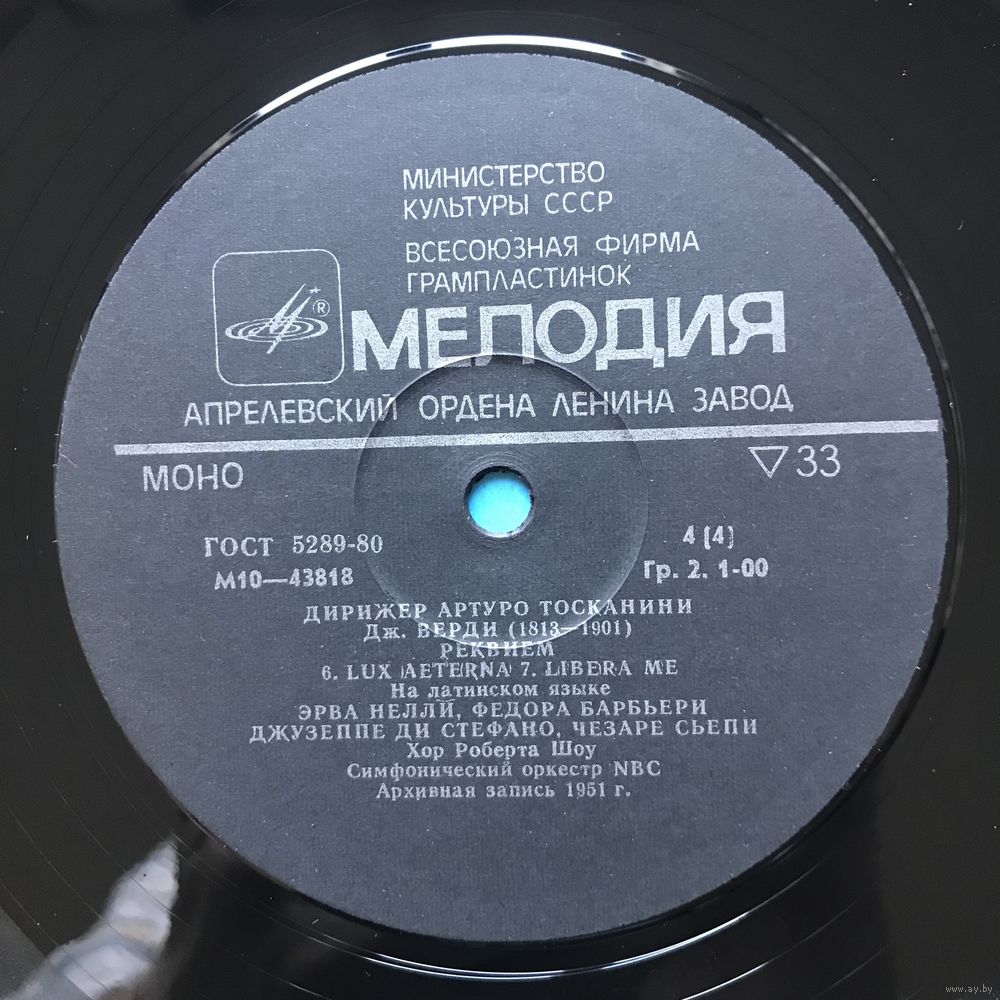 МИНИСТЕРСТВО
КУЛЬТУРЫ СССР
ВСЕСОЮЗНАЯ ФИРМА
ГРАМПЛАСТИНОК
®
МЕЛОДИЯ
АПРЕЛЕВСКИЙ ОРДЕНА ЛЕНИНА ЗАВОД
МОНО ▽33
ГОСТ 5289-80 4 (4)
М10—43818 Гр. 2. 1-00
ДИРИЖЕР АРТУРО ТОСКАНИНИ
Дж. ВЕРДИ (1813—1901)
РЕКВИЕМ
6. LUX AETERNA 7. LIBERA ME
На латинском языке
ЭРВА НЕЛЛИ, ФЕДОРА БАРБЬЕРИ
ДЖУЗЕППЕ ДИ СТЕФАНО, ЧЕЗАРЕ СЬЕПИ
Хор Роберта Шоу
Симфонический оркестр NBC
Архивная запись 1951 г.
www.ay.by